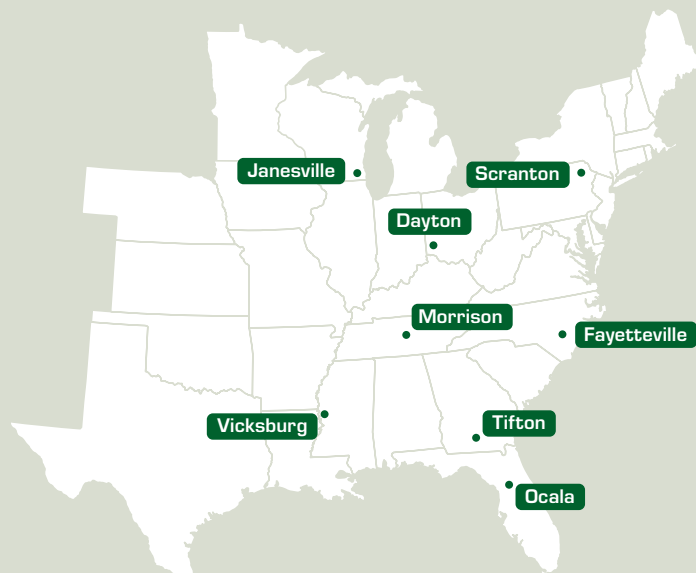 Janesville
Scranton
Dayton
Morrison
Fayetteville
Vicksburg
Tifton
Ocala